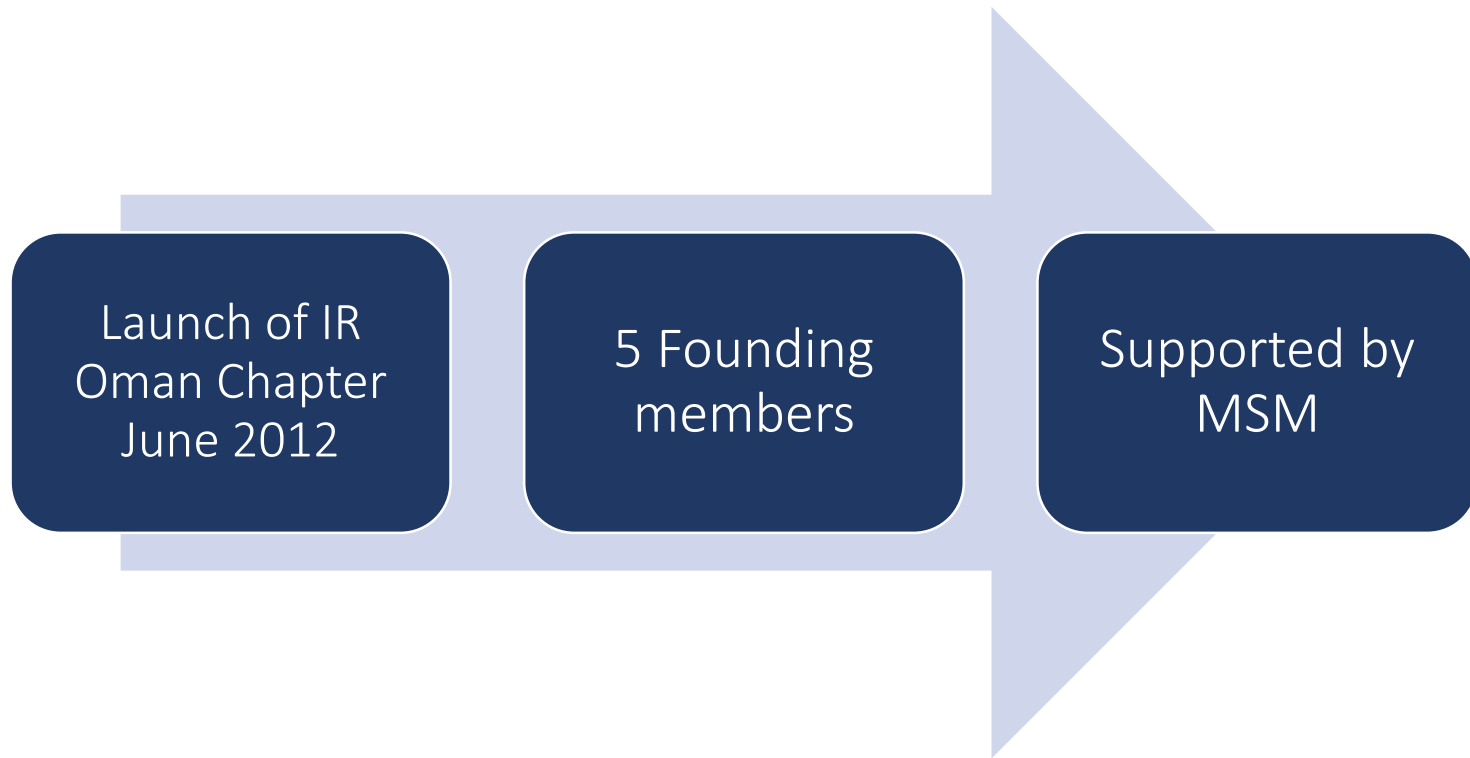 Launch of IR
Oman Chapter
June 2012
5 Founding
members
Supported by
MSM